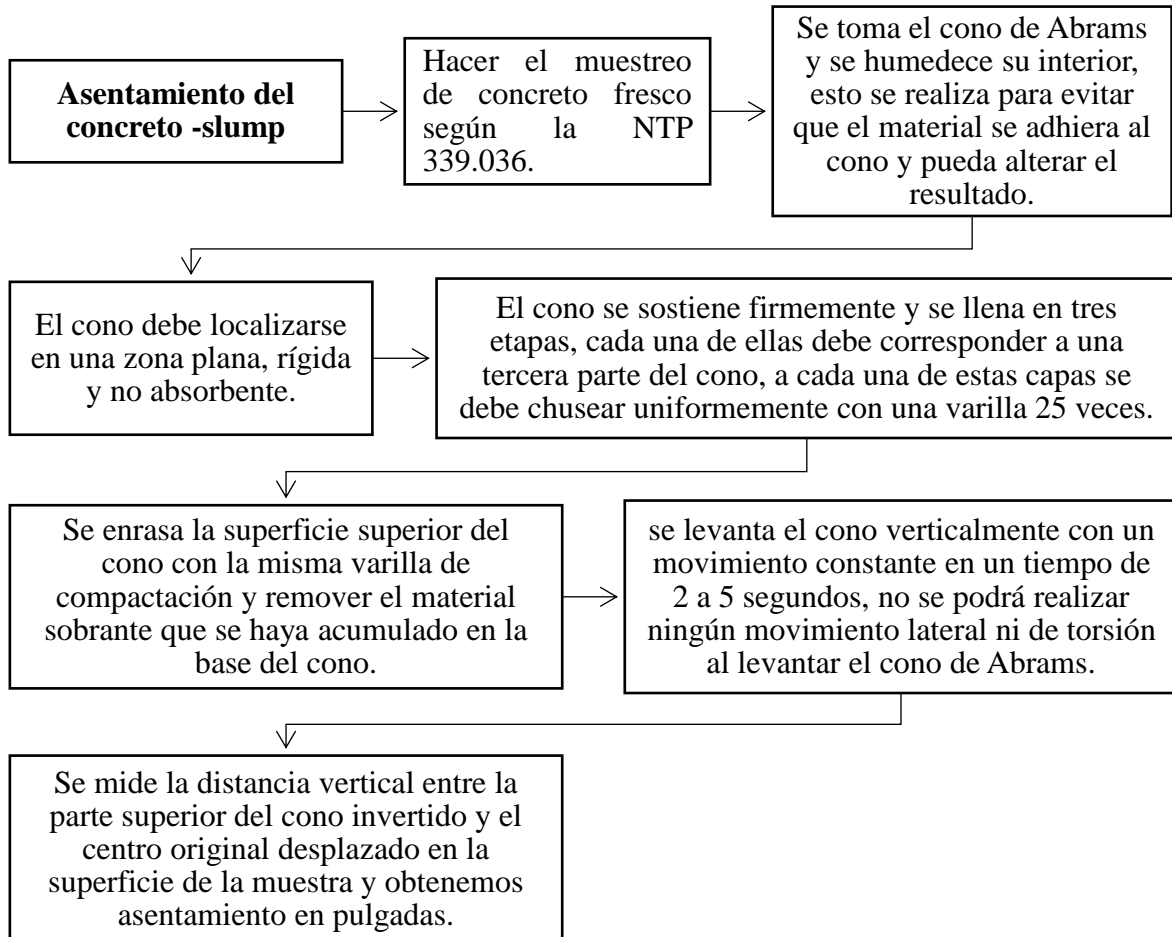 Asentamiento del
concreto -slump
Hacer el muestreo
de concreto fresco
según la NTP
339.036.
Se toma el cono de Abrams
y se humedece su interior,
esto se realiza para evitar
que el material se adhiera al
cono y pueda alterar el
resultado.
El cono debe localizarse
en una zona plana, rígida
y no absorbente.
El cono se sostiene firmemente y se llena en tres
etapas, cada una de ellas debe corresponder a una
tercera parte del cono, a cada una de estas capas se
debe chusear uniformemente con una varilla 25 veces.
Se enrasa la superficie superior del
cono con la misma varilla de
compactación y remover el material
sobrante que se haya acumulado en la
base del cono.
se levanta el cono verticalmente con un
movimiento constante en un tiempo de
2 a 5 segundos, no se podrá realizar
ningún movimiento lateral ni de torsión
al levantar el cono de Abrams.
Se mide la distancia vertical entre la
parte superior del cono invertido y el
centro original desplazado en la
superficie de la muestra y obtenemos
asentamiento en pulgadas.